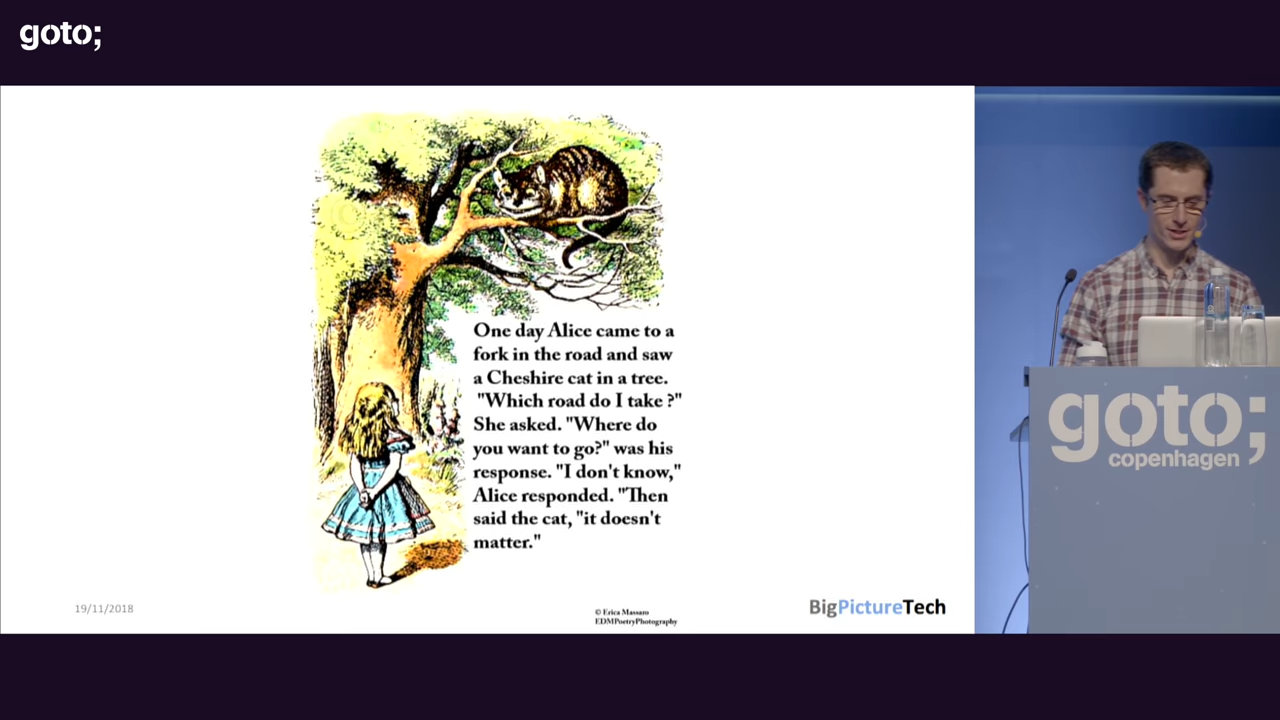 goto;
One day Alice came to a
fork in the road and saw
a Cheshire cat in a tree.
"Which road do I take ?"
She asked. "Where do
you want to go?" was his
response. "I don't know,"
Alice responded. "Then
said the cat, "it doesn't
matter."
19/11/2018
© Erica Massaro
EDMPoetryPhotography
BigPictureTech
goto;
copenhagen